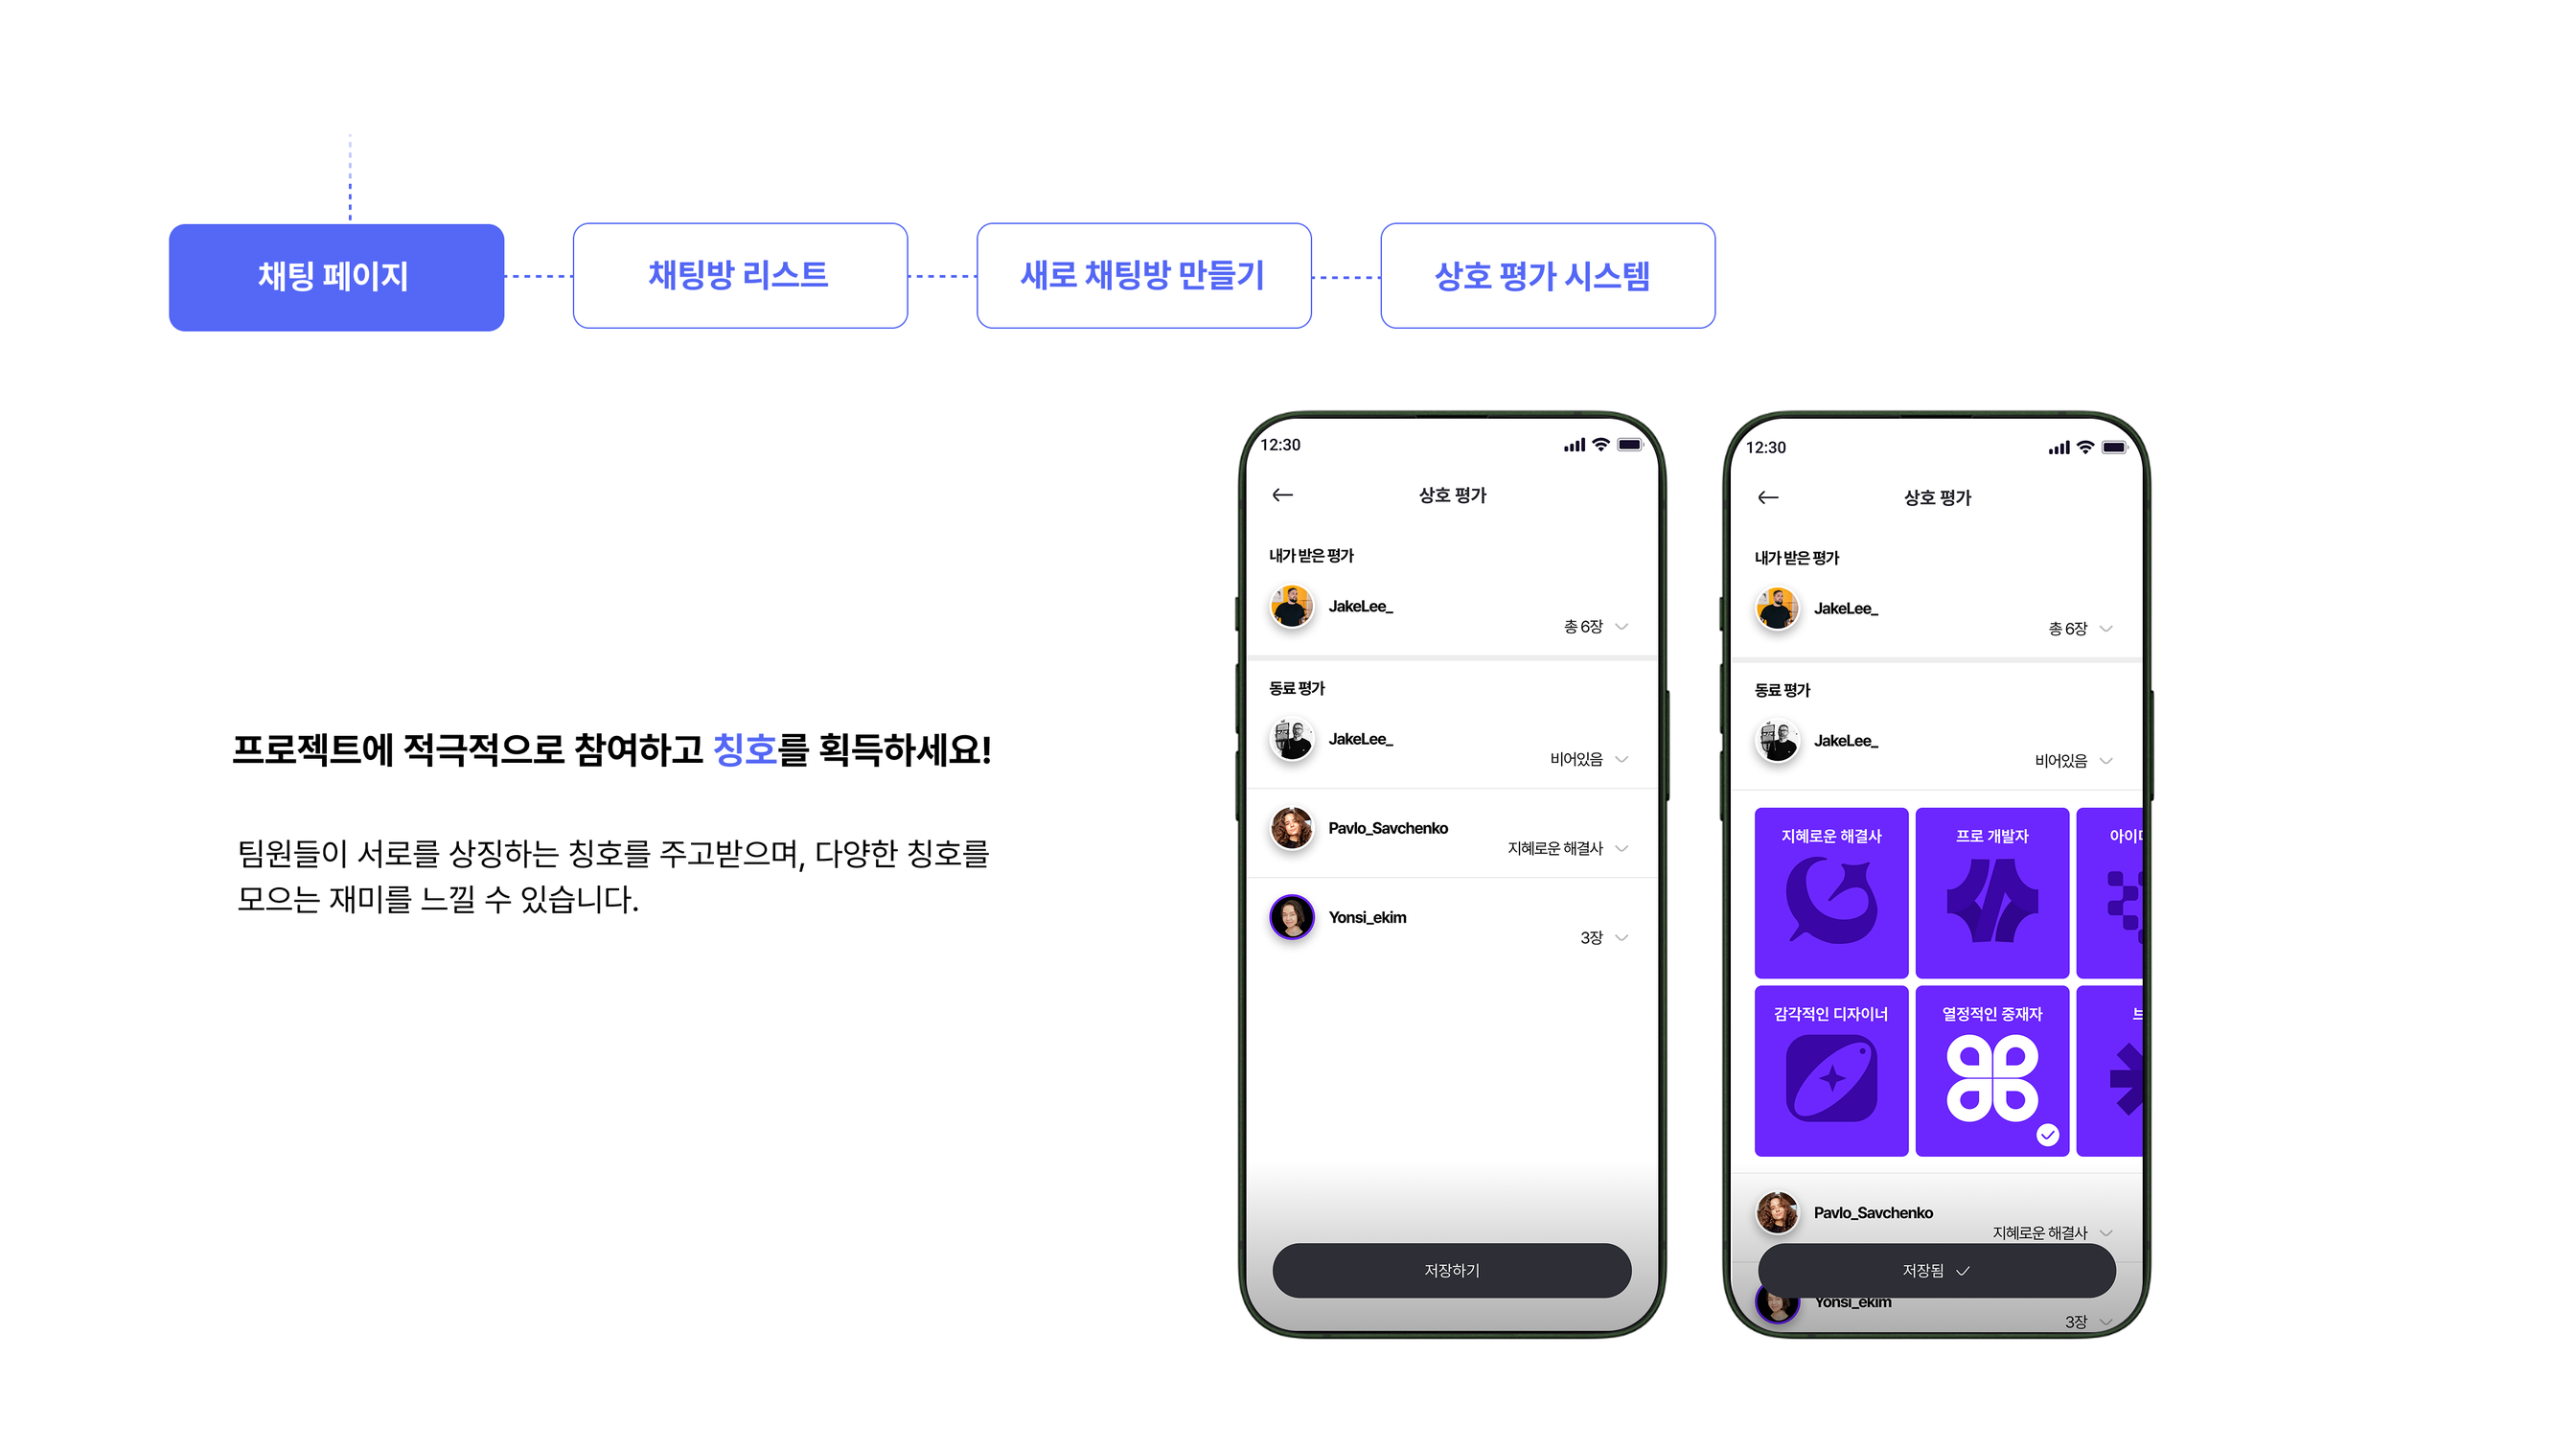 채팅 페이지
채팅방 리스트
새로 채팅방 만들기
상호 평가 시스템
프로젝트에 적극적으로 참여하고 칭호를 획득하세요!
팀원들이 서로를 상징하는 칭호를 주고받으며, 다양한 칭호를
모으는 재미를 느낄 수 있습니다.
12:30
상호 평가
내가 받은 평가
JakeLee_
총 6장
동료 평가
JakeLee_
비어있음
Pavlo_Savchenko
지혜로운 해결사
Yonsi_ekim
3장
저장하기
12:30
상호 평가
내가 받은 평가
JakeLee_
총 6장
동료 평가
JakeLee_
비어있음
지혜로운 해결사
프로 개발자
감각적인 디자이너
열정적인 중재자
Pavlo_Savchenko
지혜로운 해결사
저장됨
Yonsi_ekim
3장